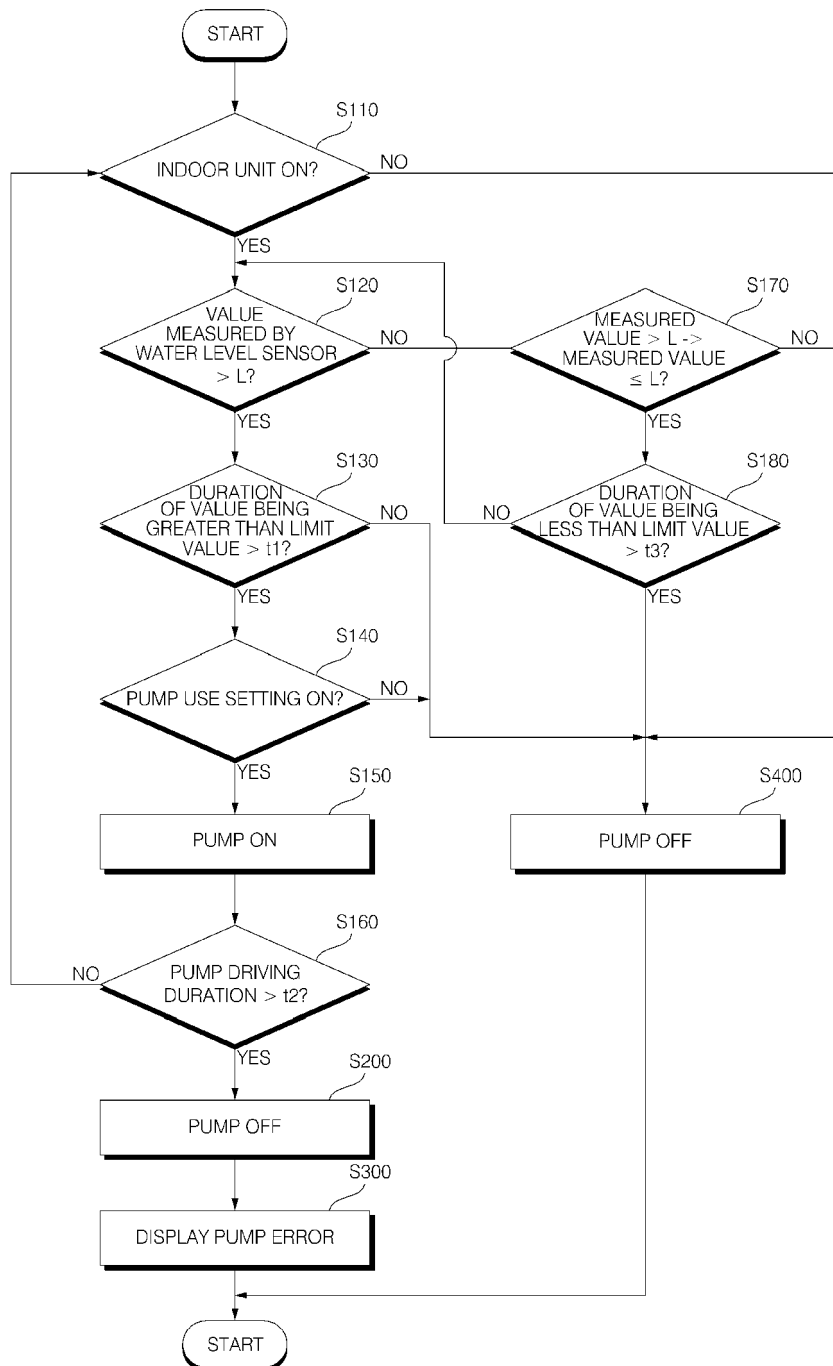 START
S110
INDOOR UNIT ON?
NO
YES
S120
VALUE
MEASURED BY
WATER LEVEL SENSOR
> L?
NO
YES
S170
MEASURED
VALUE > L ->
MEASURED VALUE
≤ L?
NO
YES
S130
DURATION
OF VALUE BEING
GREATER THAN LIMIT
VALUE > t1?
NO
YES
S180
DURATION
OF VALUE BEING
LESS THAN LIMIT VALUE
> t3?
NO
YES
S140
PUMP USE SETTING ON?
NO
YES
S150
PUMP ON
S400
PUMP OFF
S160
PUMP DRIVING
DURATION > t2?
NO
YES
S200
PUMP OFF
S300
DISPLAY PUMP ERROR
START